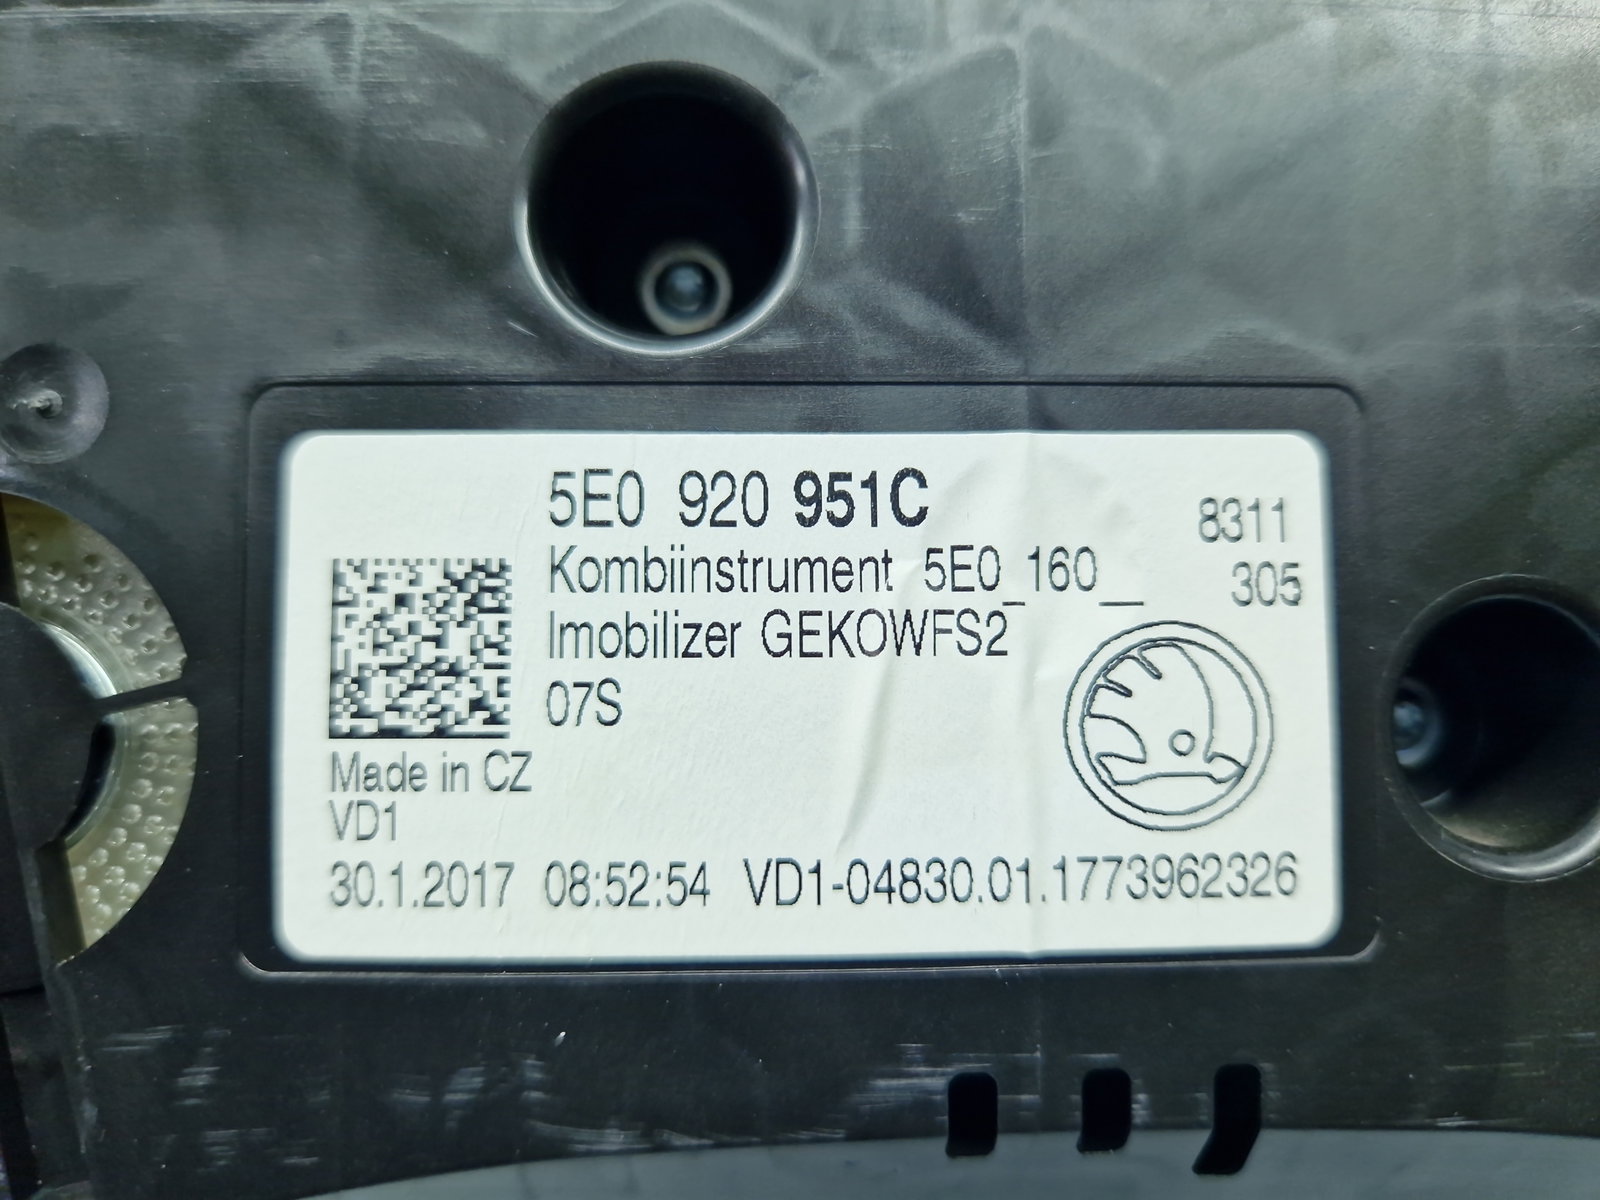 5E0 920 951C
8311
Kombiinstrument 5E0_160__
305
Imobilizer GEKOWFS2
07S
Made in CZ
VD1
30.1.2017 08:52:54 VD1-04830.01.1773962326